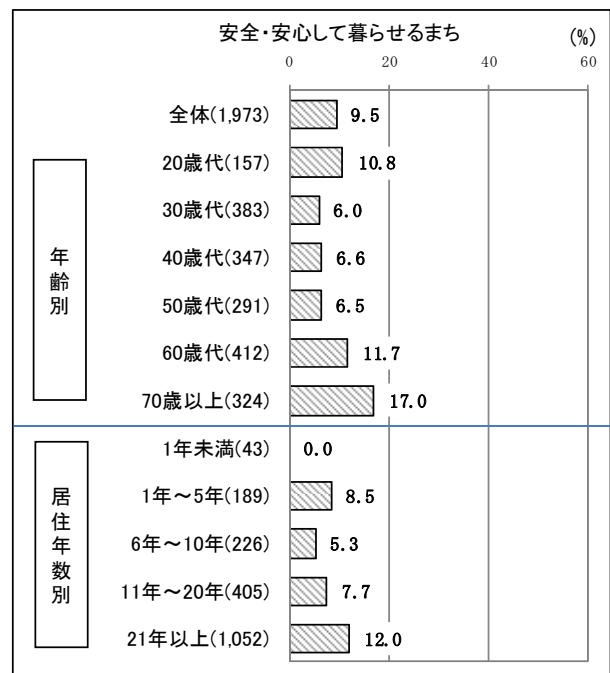 安全・安心して暮らせるまち
(%)
0 20 40 60
全体(1,973) 9.5
年齢別
20歳代(157) 10.8
30歳代(383) 6.0
40歳代(347) 6.6
50歳代(291) 6.5
60歳代(412) 11.7
70歳以上(324) 17.0
居住年数別
1年未満(43) 0.0
1年～5年(189) 8.5
6年～10年(226) 5.3
11年～20年(405) 7.7
21年以上(1,052) 12.0